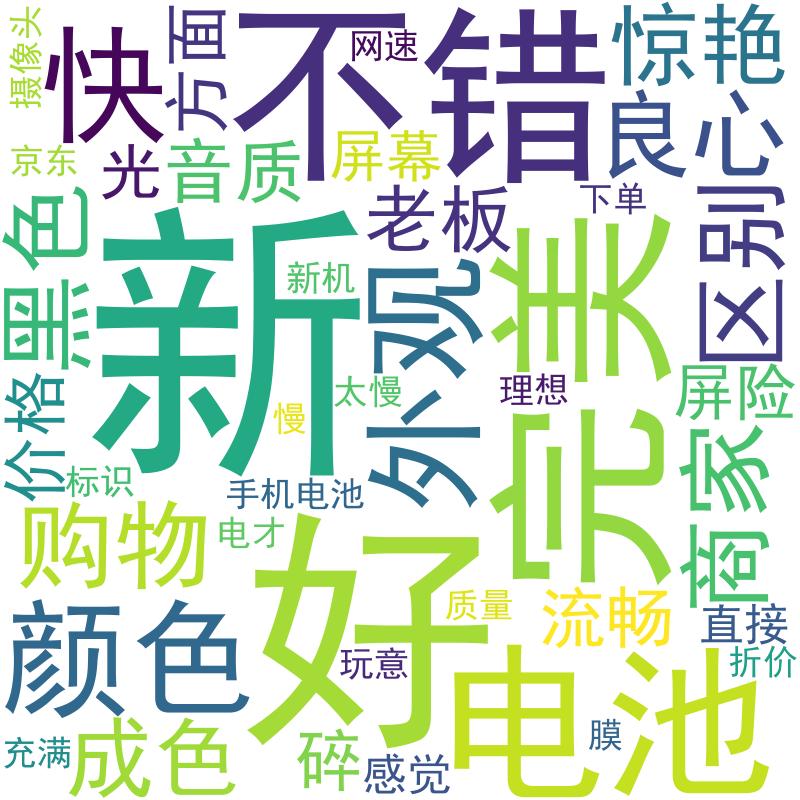 摄像头
快
方面
不错
网速
惊艳
京东
光
音质
屏幕
良心
老板
下单
黑色
新
新机
外观
完美
区别
价格
慢
太慢
理想
屏险
标识
手机电池
商家
购物
电才
好
质量
流畅
直接
颜色
玩意
电池
折价
充满
成色
碎
感觉
膜